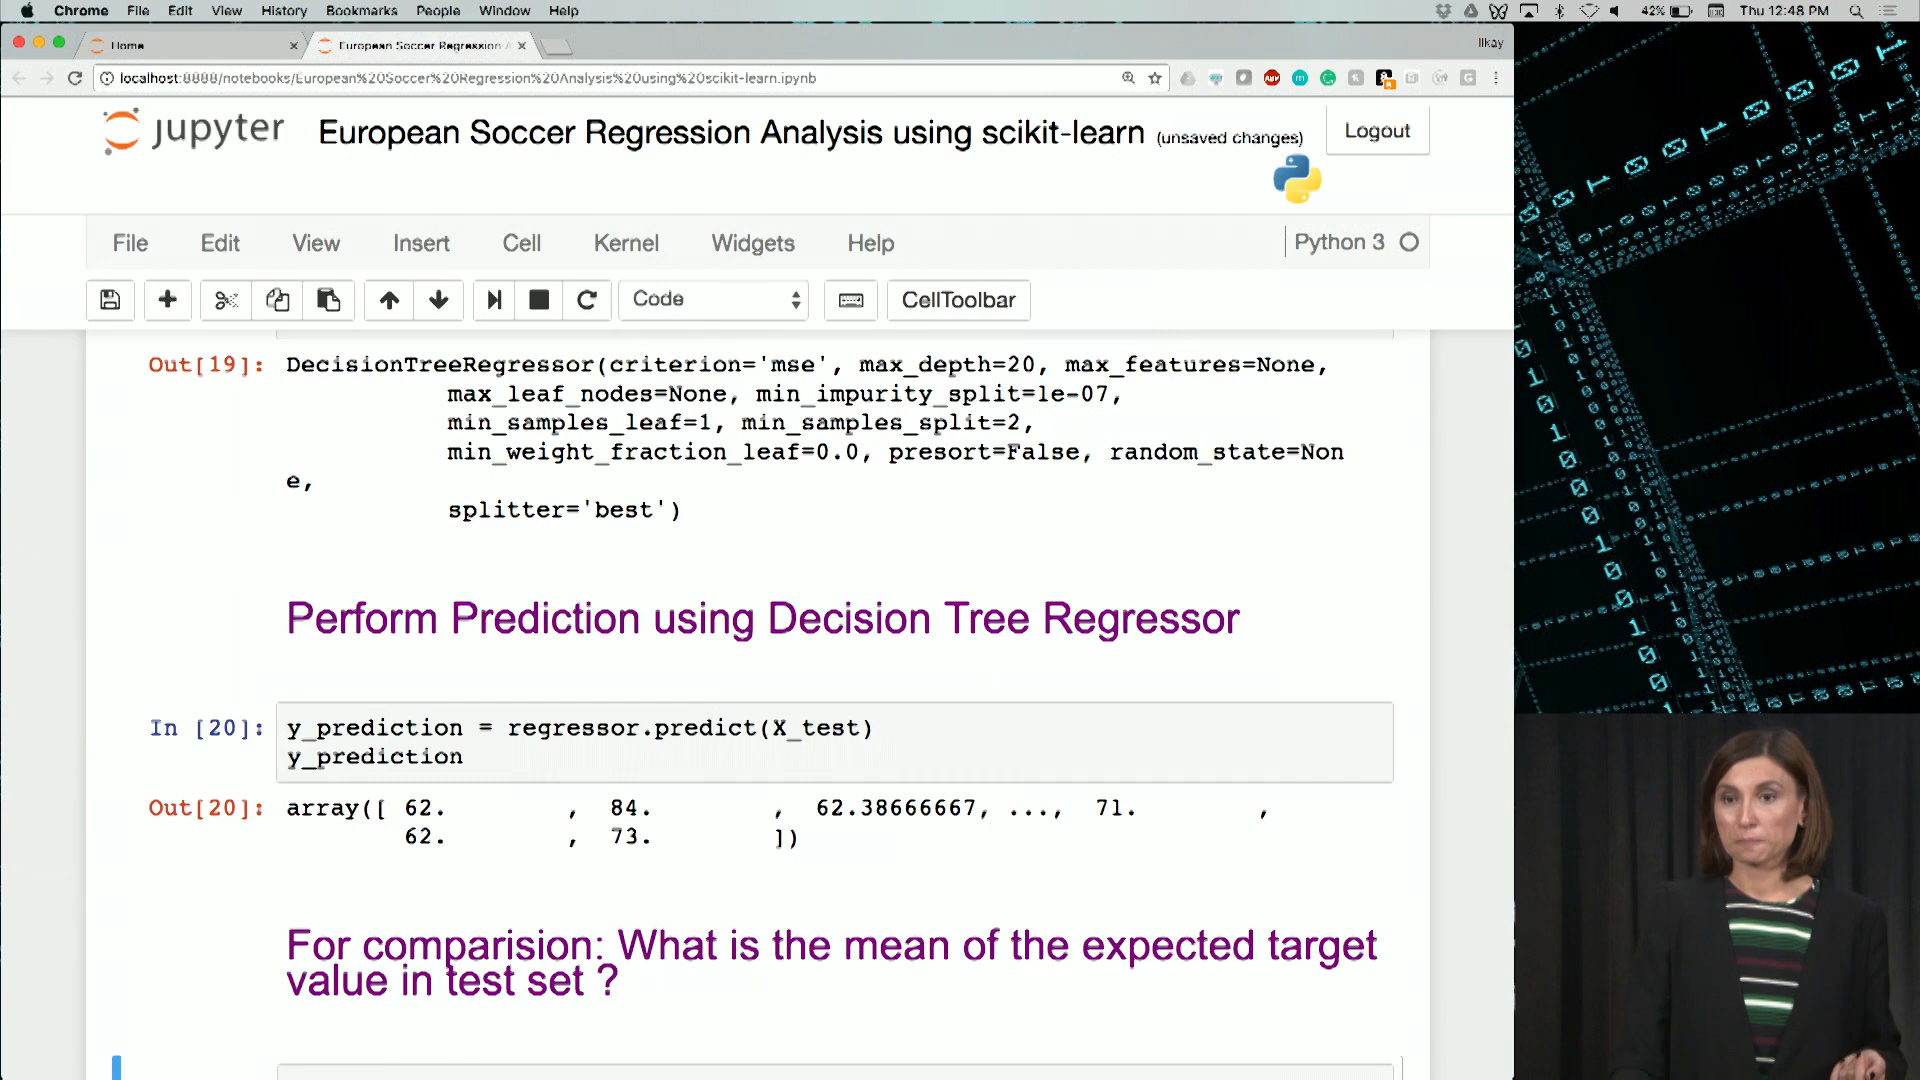 Chrome File Edit View History Bookmarks People Window Help 42% Thu 12:48 PM
Home European Soccer Regression A Ilkay
localhost:8888/notebooks/European%20Soccer%20Regression%20Analysis%20using%20scikit-learn.ipynb
jupyter European Soccer Regression Analysis using scikit-learn (unsaved changes) Logout
File Edit View Insert Cell Kernel Widgets Help Python 3
Code CellToolbar
Out[19]: DecisionTreeRegressor(criterion='mse', max_depth=20, max_features=None,
max_leaf_nodes=None, min_impurity_split=1e-07,
min_samples_leaf=1, min_samples_split=2,
min_weight_fraction_leaf=0.0, presort=False, random_state=Non
e,
splitter='best')
Perform Prediction using Decision Tree Regressor
In [20]: y_prediction = regressor.predict(X_test)
y_prediction
Out[20]: array([ 62. , 84. , 62.38666667, ..., 71. ,
62. , 73. ])
For comparision: What is the mean of the expected target
value in test set ?